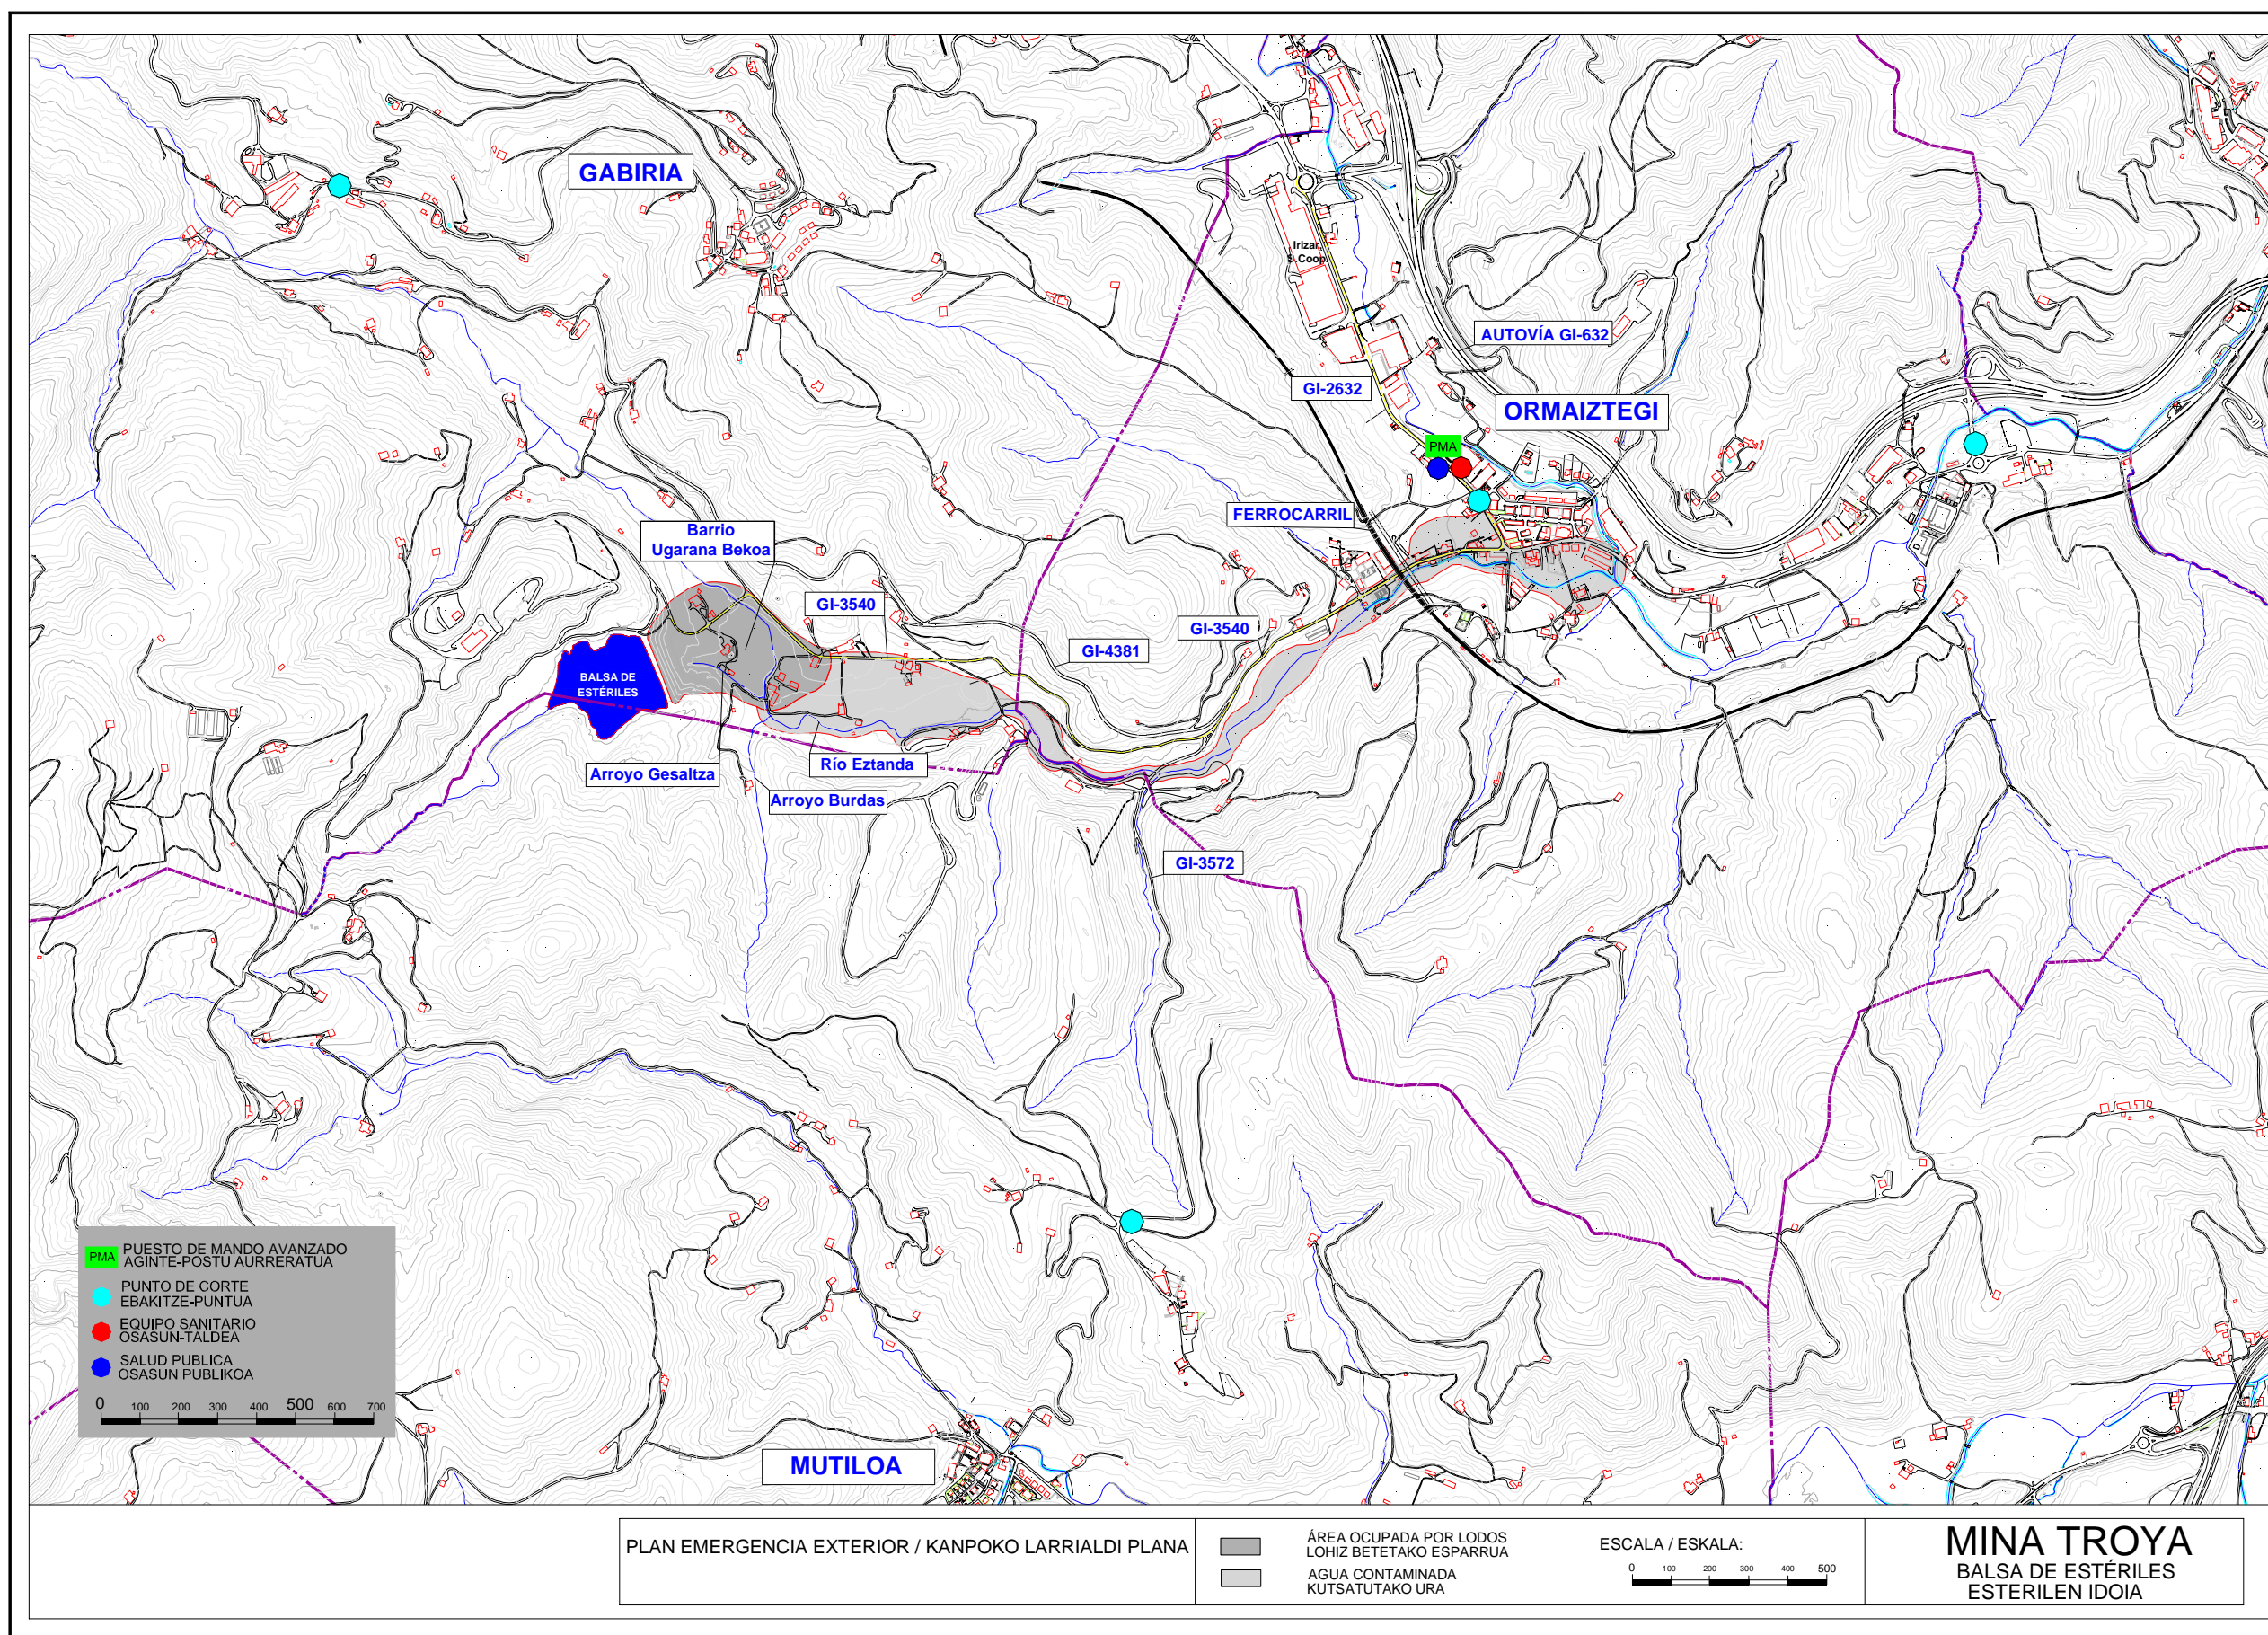 GABIRIA
Irizar
S.Coop.
AUTOVÍA GI-632
GI-2632
ORMAIZTEGI
PMA
FERROCARRIL
Barrio
Ugarana Bekoa
GI-3540
GI-3540
GI-4381
BALSA DE
ESTÉRILES
Río Eztanda
Arroyo Gesaltza
Arroyo Burdas
GI-3572
MUTILOA
PMA
PUESTO DE MANDO AVANZADO
AGINTE-POSTU AURRERATUA
PUNTO DE CORTE
EBAKITZE-PUNTUA
EQUIPO SANITARIO
OSASUN-TALDEA
SALUD PUBLICA
OSASUN PUBLIKOA
0 100 200 300 400 500 600 700
PLAN EMERGENCIA EXTERIOR / KANPOKO LARRIALDI PLANA
ÁREA OCUPADA POR LODOS
LOHIZ BETETAKO ESPARRUA
AGUA CONTAMINADA
KUTSATUTAKO URA
ESCALA / ESKALA:
0 100 200 300 400 500
MINA TROYA
BALSA DE ESTÉRILES
ESTERILEN IDOIA